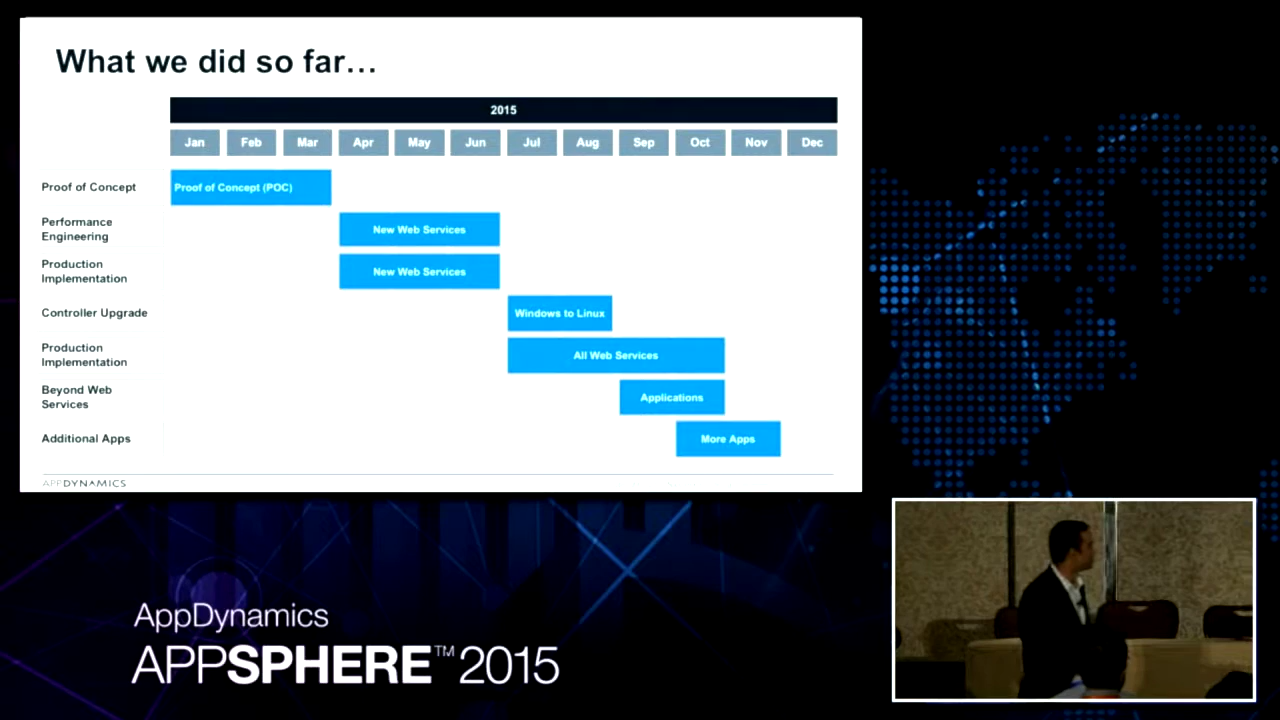 What we did so far...
2015
Jan Feb Mar Apr May Jun Jul Aug Sep Oct Nov Dec
Proof of Concept
Proof of Concept (POC)
Performance
Engineering
New Web Services
Production
Implementation
New Web Services
Controller Upgrade
Windows to Linux
Production
Implementation
All Web Services
Beyond Web
Services
Applications
Additional Apps
More Apps
APPDYNAMICS
AppDynamics
APPSPHERE™ 2015